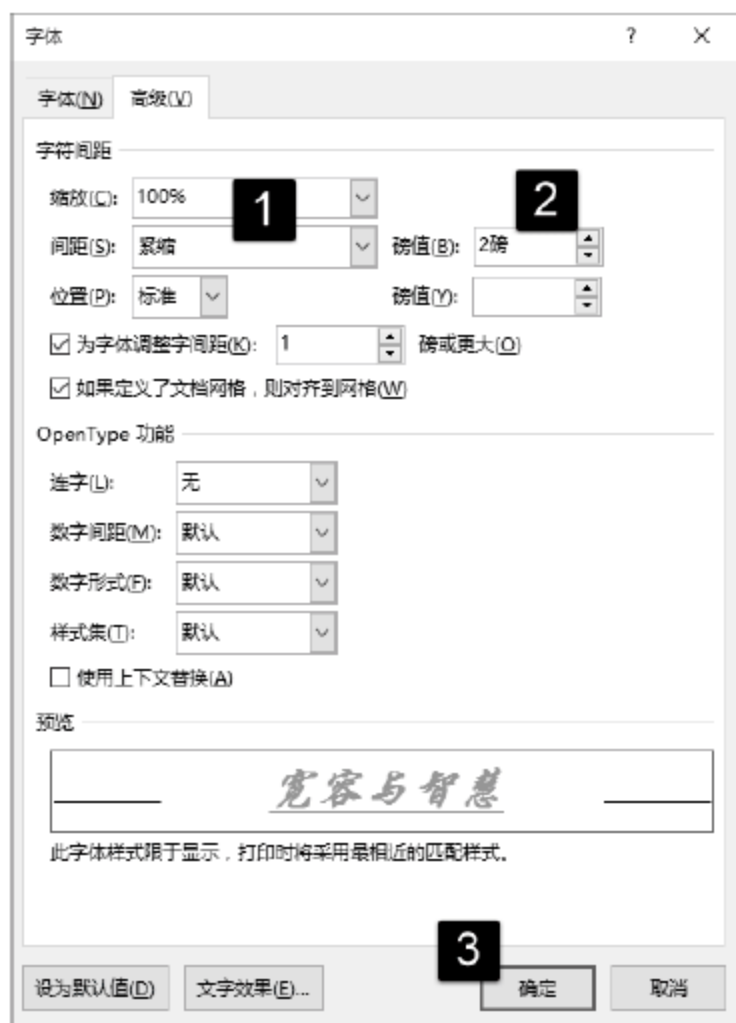 字体 ? ×
字体(N) 高级(V)
字符间距
缩放(C): 100% 1 2
间距(S): 紧缩 磅值(B): 2磅
位置(P): 标准 磅值(Y):
为字体调整字间距(K): 1 磅或更大(O)
如果定义了文档网格，则对齐到网格(W)
OpenType 功能
连字(L): 无
数字间距(M): 默认
数字形式(F): 默认
样式集(T): 默认
使用上下文替换(A)
预览
宽容与智慧
此字体样式限于显示，打印时将采用最相近的匹配样式。
3
设为默认值(D) 文字效果(E)... 确定 取消